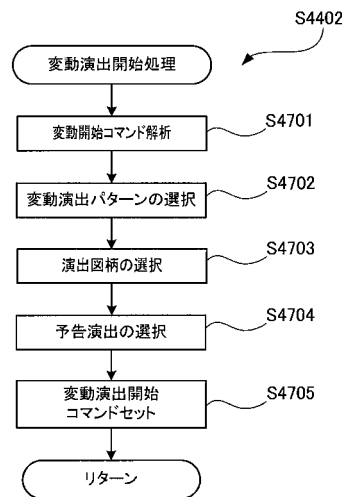 S4402
変動演出開始処理
S4701
変動開始コマンド解析
S4702
変動演出パターンの選択
S4703
演出図柄の選択
S4704
予告演出の選択
S4705
変動演出開始
コマンドセット
リターン